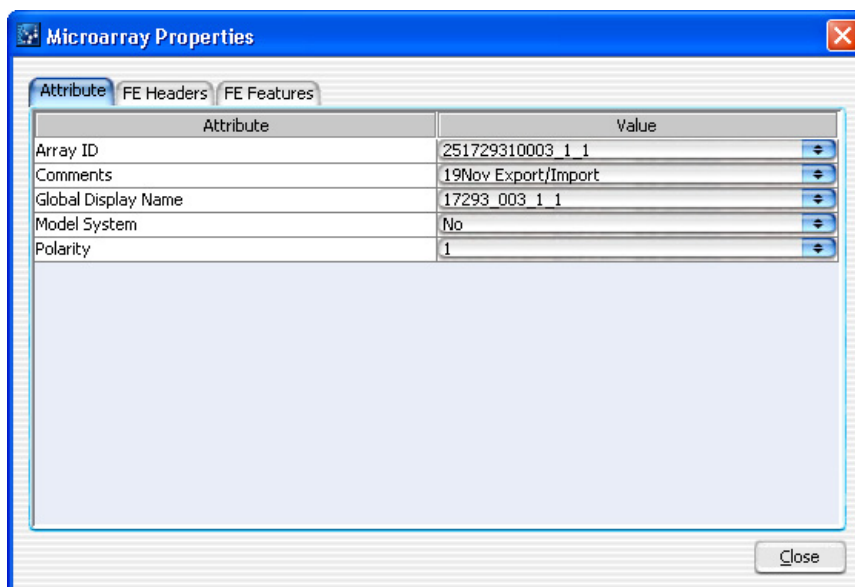 Microarray Properties
Attribute FE Headers FE Features
Attribute Value
Array ID 251729310003_1_1
Comments 19Nov Export/Import
Global Display Name 17293_003_1_1
Model System No
Polarity 1
Close